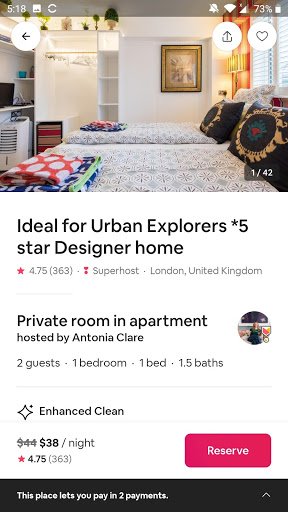 5:18
73%
1 / 42
Ideal for Urban Explorers *5
star Designer home
4.75 (363) · Superhost · London, United Kingdom
Private room in apartment
hosted by Antonia Clare
2 guests · 1 bedroom · 1 bed · 1.5 baths
Enhanced Clean
$44 $38 / night
4.75 (363)
Reserve
This place lets you pay in 2 payments.